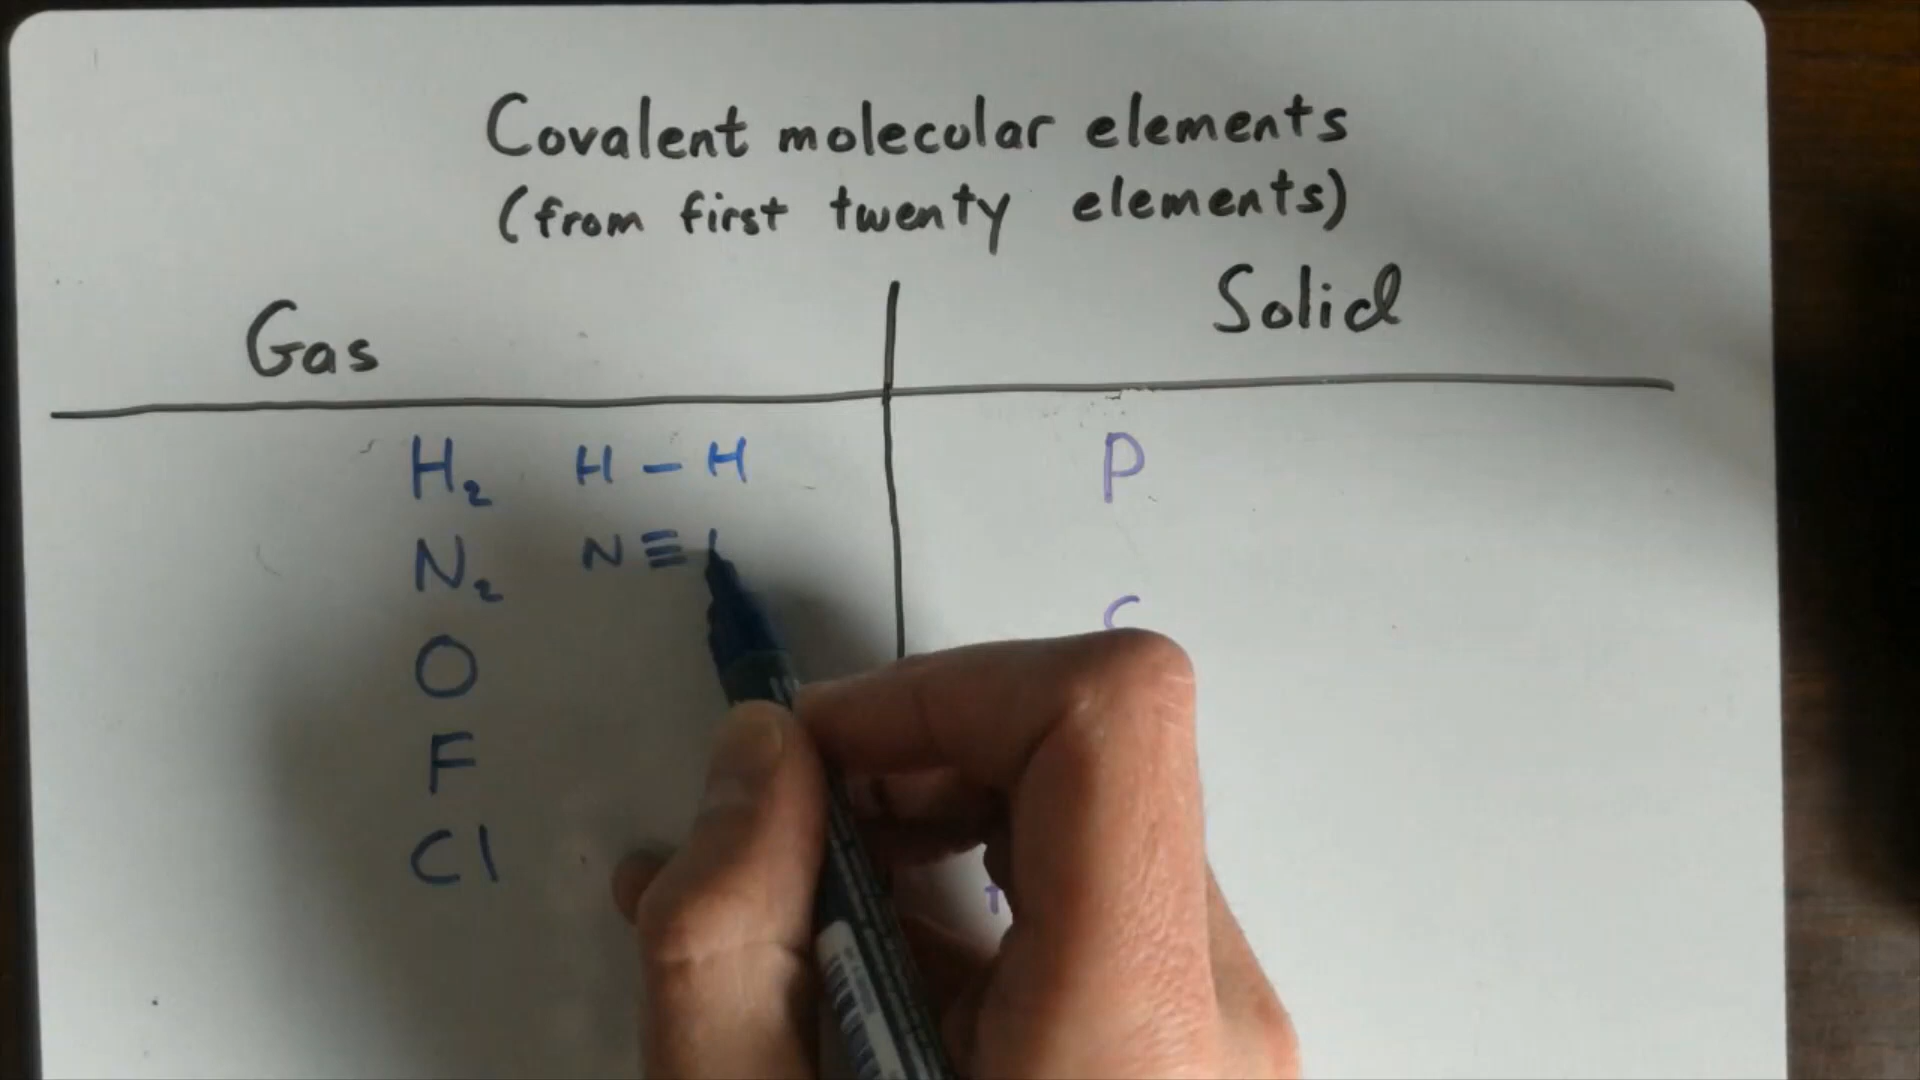 Covalent molecular elements
(from first twenty elements)
Gas
Solid
H₂ H – H
P
N₂ N ≡
O
F
Cl